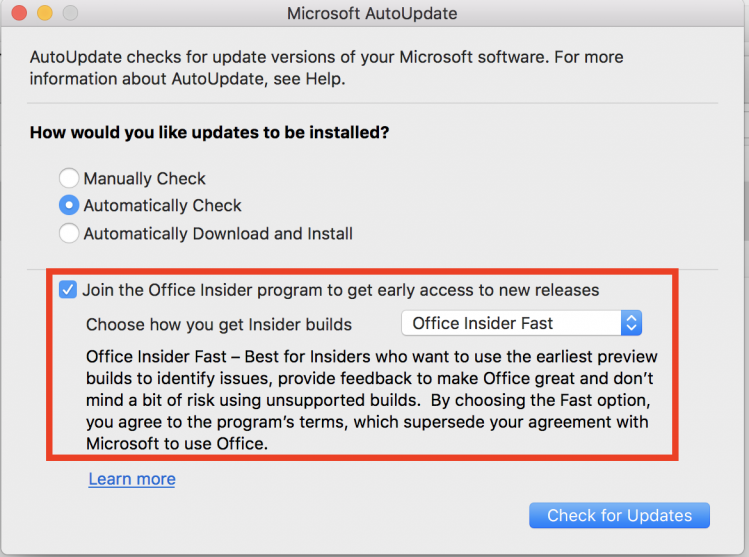 Microsoft AutoUpdate
AutoUpdate checks for update versions of your Microsoft software. For more
information about AutoUpdate, see Help.
How would you like updates to be installed?
Manually Check
Automatically Check
Automatically Download and Install
Join the Office Insider program to get early access to new releases
Choose how you get Insider builds
Office Insider Fast
Office Insider Fast – Best for Insiders who want to use the earliest preview
builds to identify issues, provide feedback to make Office great and don't
mind a bit of risk using unsupported builds.  By choosing the Fast option,
you agree to the program's terms, which supersede your agreement with
Microsoft to use Office.
Learn more
Check for Updates